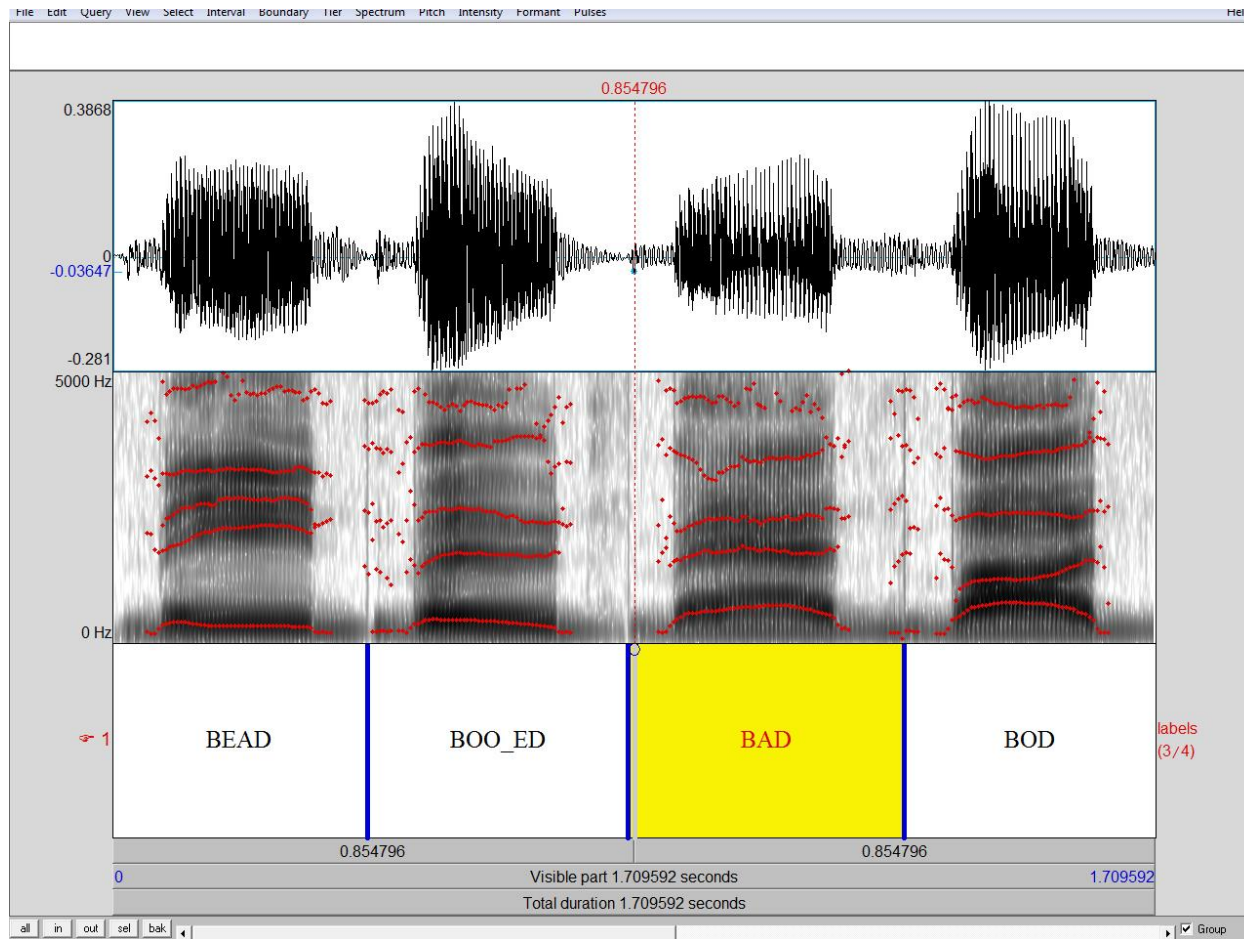 File Edit Query View Select Interval Boundary Tier Spectrum Pitch Intensity Formant Pulses Hel
0.854796
0.3868
0
-0.03647
-0.281
5000 Hz
0 Hz
1 BEAD BOO_ED BAD BOD labels
(3/4)
0.854796 0.854796
0 Visible part 1.709592 seconds 1.709592
Total duration 1.709592 seconds
all in out sel bak Group